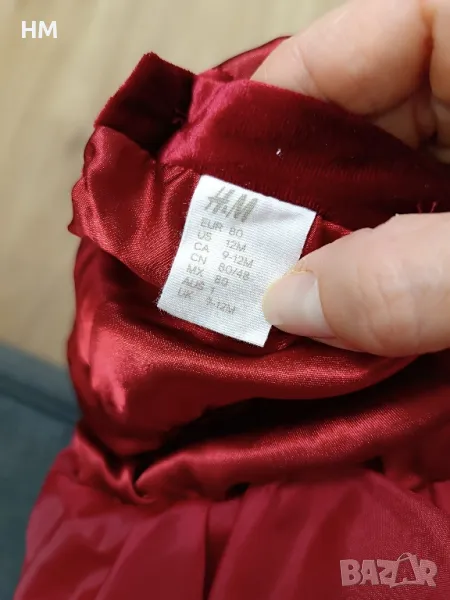 HM
H&M
EUR 80
US 12M
CA 9-12M
CN 80/48
MX 80
AUS 1
UK 9-12M
BAZAR